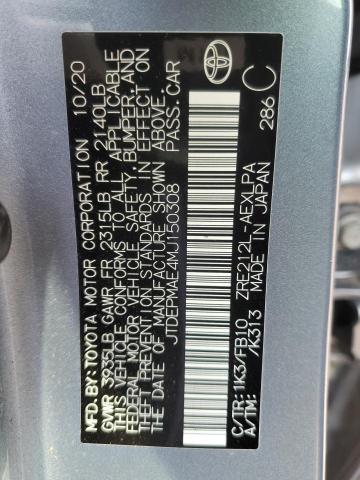 MFD.BY: TOYOTA MOTOR CORPORATION 10/20
GVWR 3935LB GAWR FR 2315LB RR 2140LB
THIS VEHICLE CONFORMS TO ALL APPLICABLE
FEDERAL MOTOR VEHICLE SAFETY, BUMPER, AND
THEFT PREVENTION STANDARDS IN EFFECT ON
THE DATE OF MANUFACTURE SHOWN ABOVE.
JTDEPMAE4MJ150308 PASS.CAR
C/TR: 1K3/FB10 ZRE212L-AEXLPA
A/TM: /K313 MADE IN JAPAN 286 C